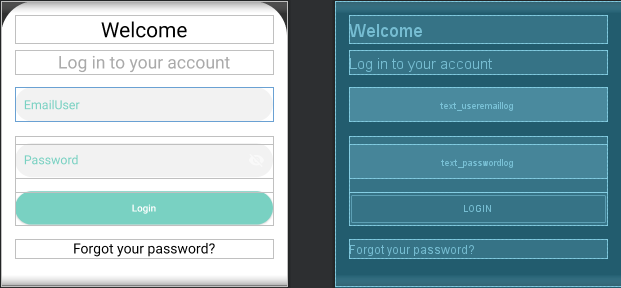 Welcome
Log in to your account
EmailUser
Password
Login
Forgot your password?
Welcome
Log in to your account
text_useremaillog
text_passwordlog
LOGIN
Forgot your password?